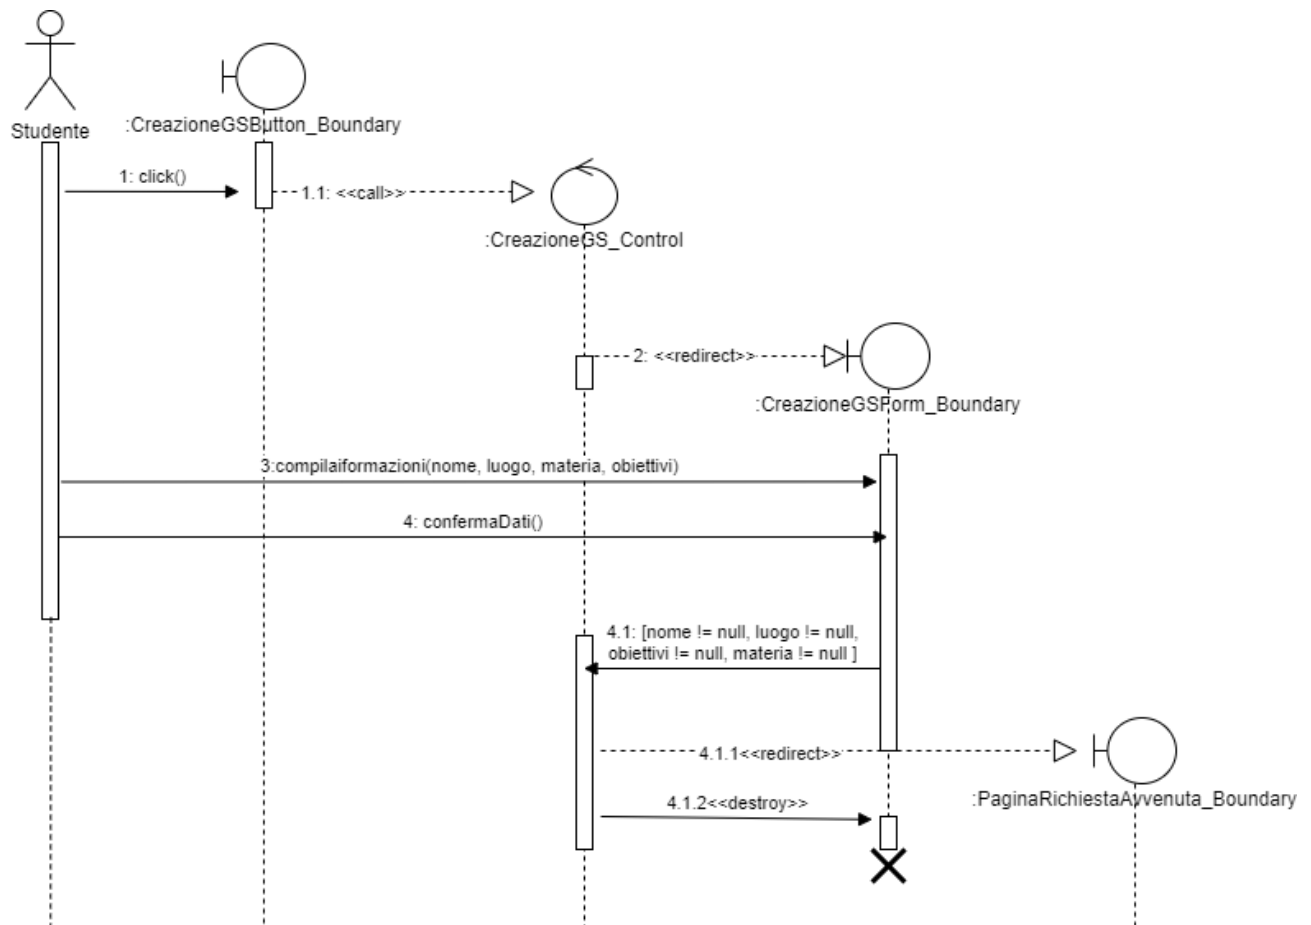 Studente
:CreazioneGSButton_Boundary
1: click()
1.1: <<call>>
:CreazioneGS_Control
2: <<redirect>>
:CreazioneGSForm_Boundary
3:compilaiformazioni(nome, luogo, materia, obiettivi)
4: confermaDati()
4.1: [nome != null, luogo != null,
obiettivi != null, materia != null ]
4.1.1<<redirect>>
:PaginaRichiestaAvvenuta_Boundary
4.1.2<<destroy>>